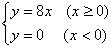 y = 8x (x ≥ 0)
y = 0 (x < 0)